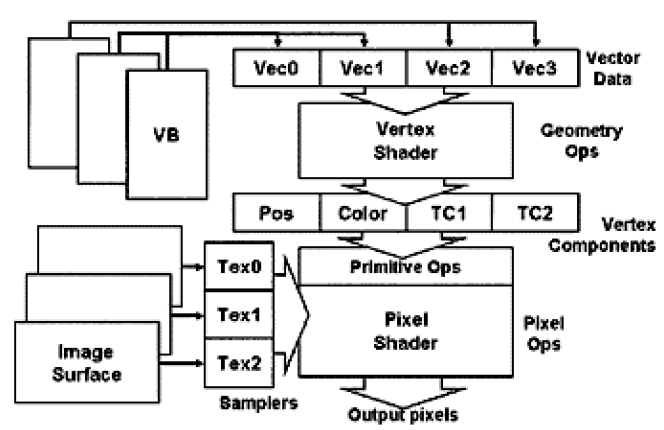 Vec0 Vec1 Vec2 Vec3
Vector
Data
VB
Vertex
Shader
Geometry
Ops
Pos Color TC1 TC2
Vertex
Components
Tex0
Primitive Ops
Tex1
Pixel
Shader
Pixel
Ops
Image
Surface
Tex2
Samplers
Output pixels